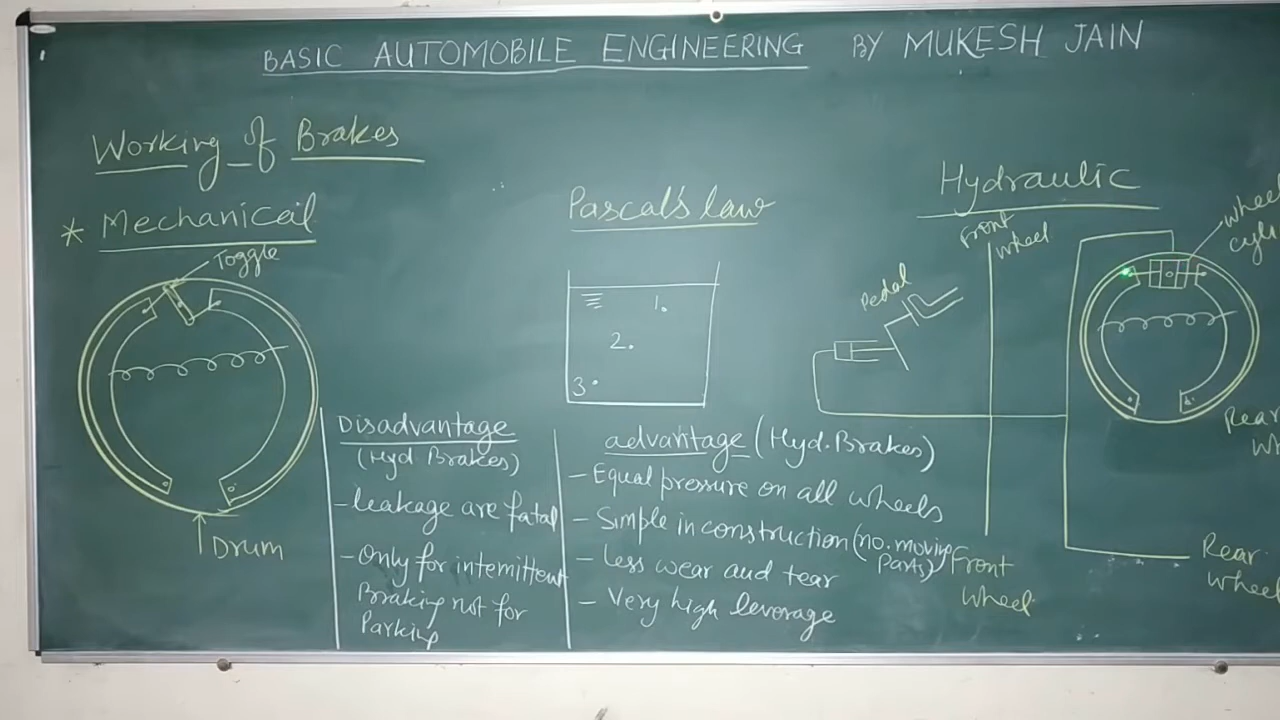 BASIC AUTOMOBILE ENGINEERING BY MUKESH JAIN
Working of Brakes
* Mechanical
Toggle
Drum
Pascal's law
1.
2.
3.
Hydraulic
Front
wheel
Pedal
wheel
Rear
Front
wheel
Rear
wheel
Disadvantage
(Hyd Brakes)
- leakage are fatal
- Only for intemittent
Braking not for
Parking
advantage (Hyd. Brakes)
- Equal pressure on all wheels
- Simple in construction (no. moving
parts)
- Less wear and tear
- Very high leverage